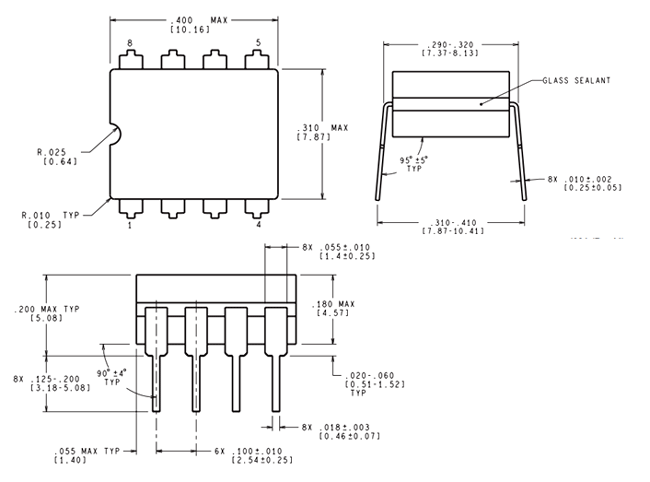 .400 MAX
[10.16]
8
5
.310 MAX
[7.87]
R.025
[0.64]
R.010 TYP
[0.25]
1
4
.290-.320
[7.37-8.13]
GLASS SEALANT
95°±5°
TYP
8X .010±.002
[0.25±0.05]
.310-.410
[7.87-10.41]
8X .055±.010
[1.4±0.25]
.200 MAX TYP
[5.08]
.180 MAX
[4.57]
90°±4°
TYP
8X .125-.200
[3.18-5.08]
.020-.060
[0.51-1.52]
TYP
8X .018±.003
[0.46±0.07]
.055 MAX TYP
[1.40]
6X .100±.010
[2.54±0.25]